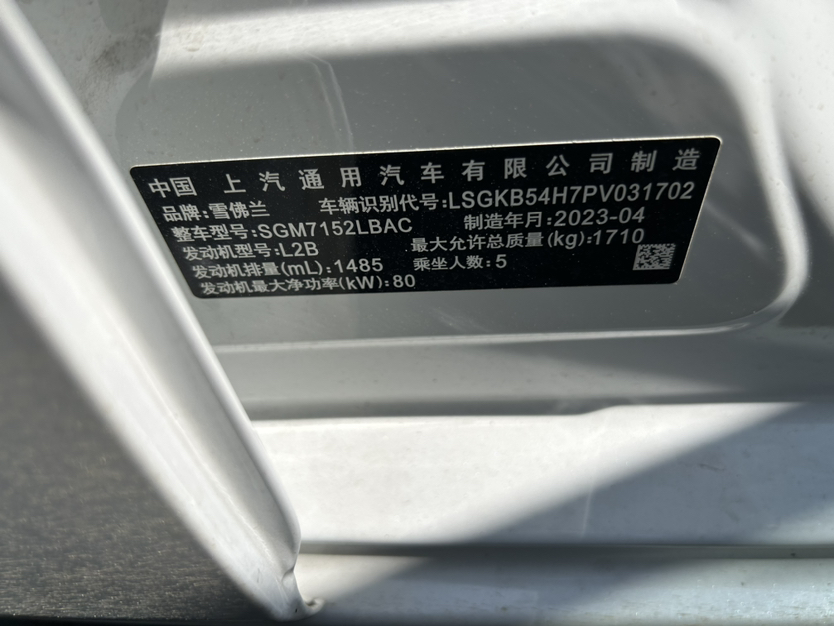 中国 上汽通用汽车有限公司制造
品牌:雪佛兰 车辆识别代号:LSGKB54H7PV031702
整车型号:SGM7152LBAC 制造年月:2023-04
发动机型号:L2B 最大允许总质量(kg):1710
发动机排量(mL):1485 乘坐人数:5
发动机最大净功率(kW):80